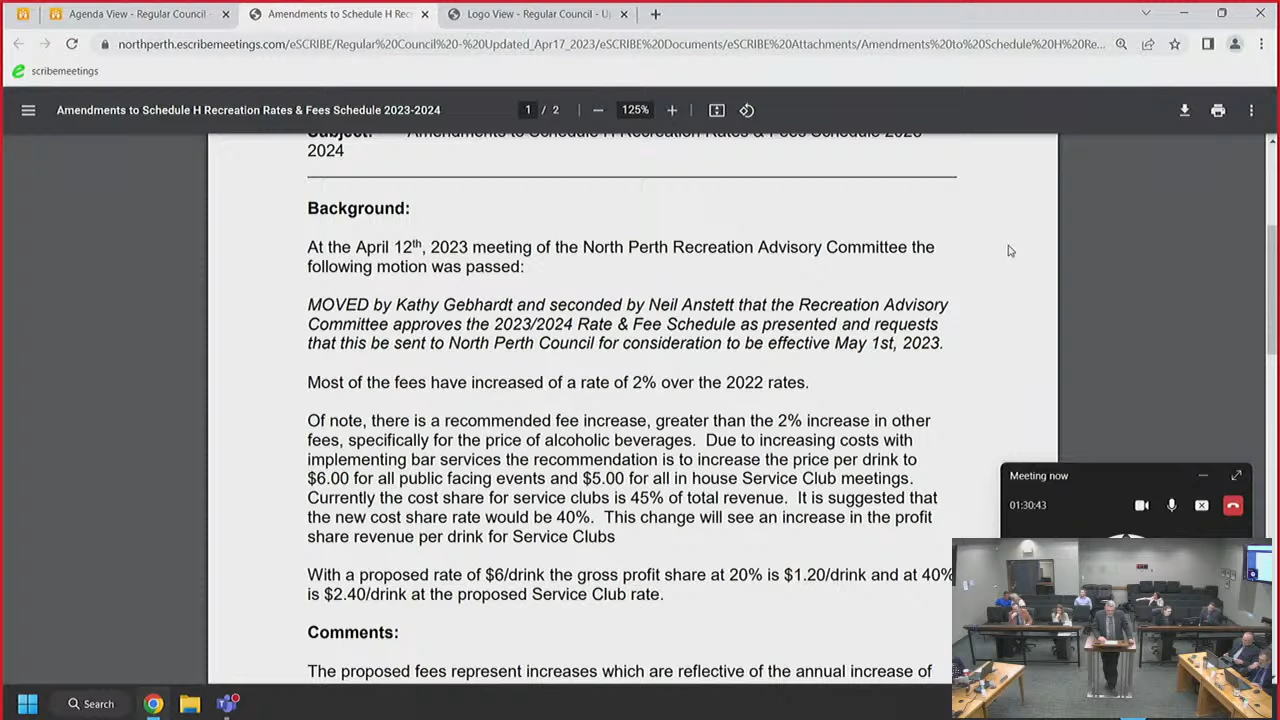 Agenda View - Regular Council -
Amendments to Schedule H Rec
Logo View - Regular Council - U
northperth.escribemeetings.com/eSCRIBE/Regular%20Council%20-%20Updated_Apr17_2023/eSCRIBE%20Documents/eSCRIBE%20Attachments/Amendments%20to%20Schedule%20H%20Re...
scribemeetings
Amendments to Schedule H Recreation Rates & Fees Schedule 2023-2024
1 / 2
125%
Subject: Amendments to Schedule H Recreation Rates & Fees Schedule 2023-
2024
Background:
At the April 12th, 2023 meeting of the North Perth Recreation Advisory Committee the
following motion was passed:
MOVED by Kathy Gebhardt and seconded by Neil Anstett that the Recreation Advisory
Committee approves the 2023/2024 Rate & Fee Schedule as presented and requests
that this be sent to North Perth Council for consideration to be effective May 1st, 2023.
Most of the fees have increased of a rate of 2% over the 2022 rates.
Of note, there is a recommended fee increase, greater than the 2% increase in other
fees, specifically for the price of alcoholic beverages. Due to increasing costs with
implementing bar services the recommendation is to increase the price per drink to
$6.00 for all public facing events and $5.00 for all in house Service Club meetings.
Currently the cost share for service clubs is 45% of total revenue. It is suggested that
the new cost share rate would be 40%. This change will see an increase in the profit
share revenue per drink for Service Clubs
With a proposed rate of $6/drink the gross profit share at 20% is $1.20/drink and at 40%
is $2.40/drink at the proposed Service Club rate.
Comments:
The proposed fees represent increases which are reflective of the annual increase of
Meeting now
01:30:43
Search